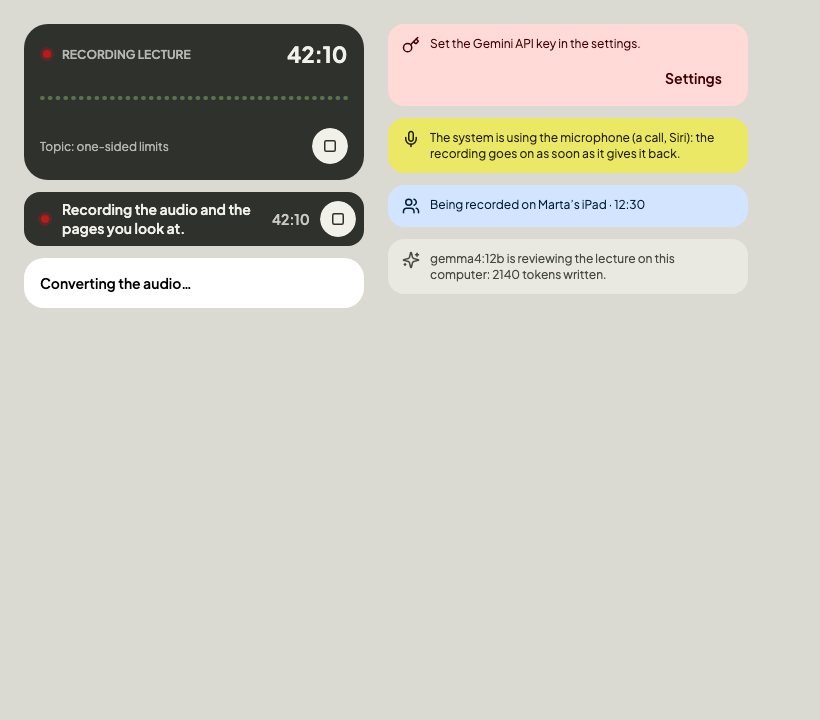 RECORDING LECTURE
42:10
Topic: one-sided limits
Recording the audio and the
pages you look at.
42:10
Converting the audio…
Set the Gemini API key in the settings.
Settings
The system is using the microphone (a call, Siri): the
recording goes on as soon as it gives it back.
Being recorded on Marta’s iPad · 12:30
gemma4:12b is reviewing the lecture on this
computer: 2140 tokens written.